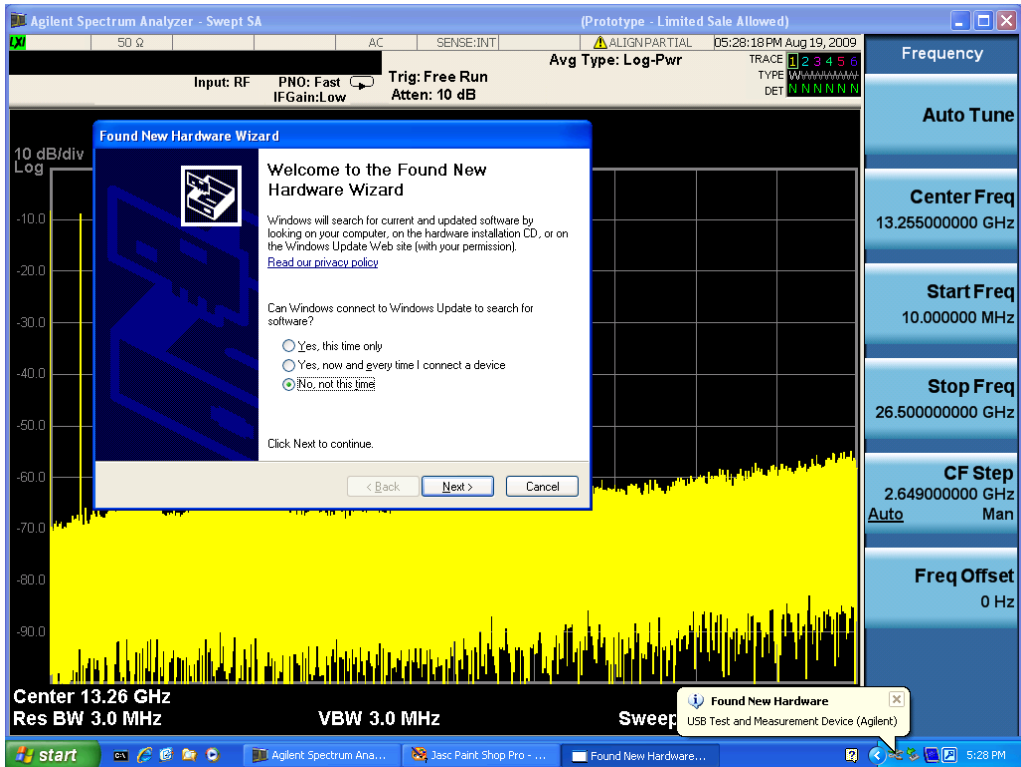 Agilent Spectrum Analyzer - Swept SA (Prototype - Limited Sale Allowed)
LXI 50 Ω AC SENSE:INT ALIGN PARTIAL 05:28:18 PM Aug 19, 2009
Input: RF PNO: Fast IFGain:Low
Trig: Free Run
Atten: 10 dB
Avg Type: Log-Pwr
TRACE 1 2 3 4 5 6
TYPE
DET N N N N N N
10 dB/div
Log
-10.0
-20.0
-30.0
-40.0
-50.0
-60.0
-70.0
-80.0
-90.0
Found New Hardware Wizard
Welcome to the Found New
Hardware Wizard
Windows will search for current and updated software by
looking on your computer, on the hardware installation CD, or on
the Windows Update Web site (with your permission).
Read our privacy policy
Can Windows connect to Windows Update to search for
software?
Yes, this time only
Yes, now and every time I connect a device
No, not this time
Click Next to continue.
< Back Next > Cancel
Center 13.26 GHz
Res BW 3.0 MHz VBW 3.0 MHz Sweep
Frequency
Auto Tune
Center Freq
13.255000000 GHz
Start Freq
10.000000 MHz
Stop Freq
26.500000000 GHz
CF Step
2.649000000 GHz
Auto Man
Freq Offset
0 Hz
Found New Hardware
USB Test and Measurement Device (Agilent)
start Agilent Spectrum Ana... Jasc Paint Shop Pro - ... Found New Hardware... 5:28 PM